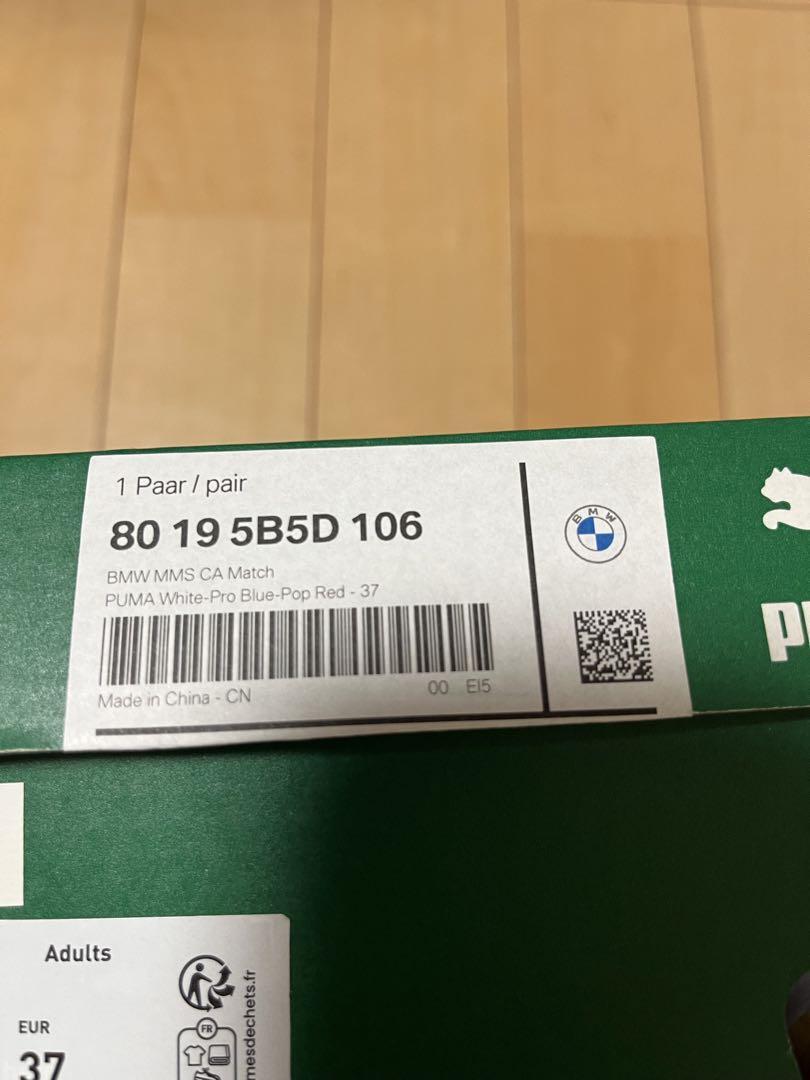 1 Paar / pair
80 19 5B5D 106
BMW MMS CA Match
PUMA White-Pro Blue-Pop Red - 37
Made in China - CN
00 EI5
BMW
Adults
EUR
37
FR